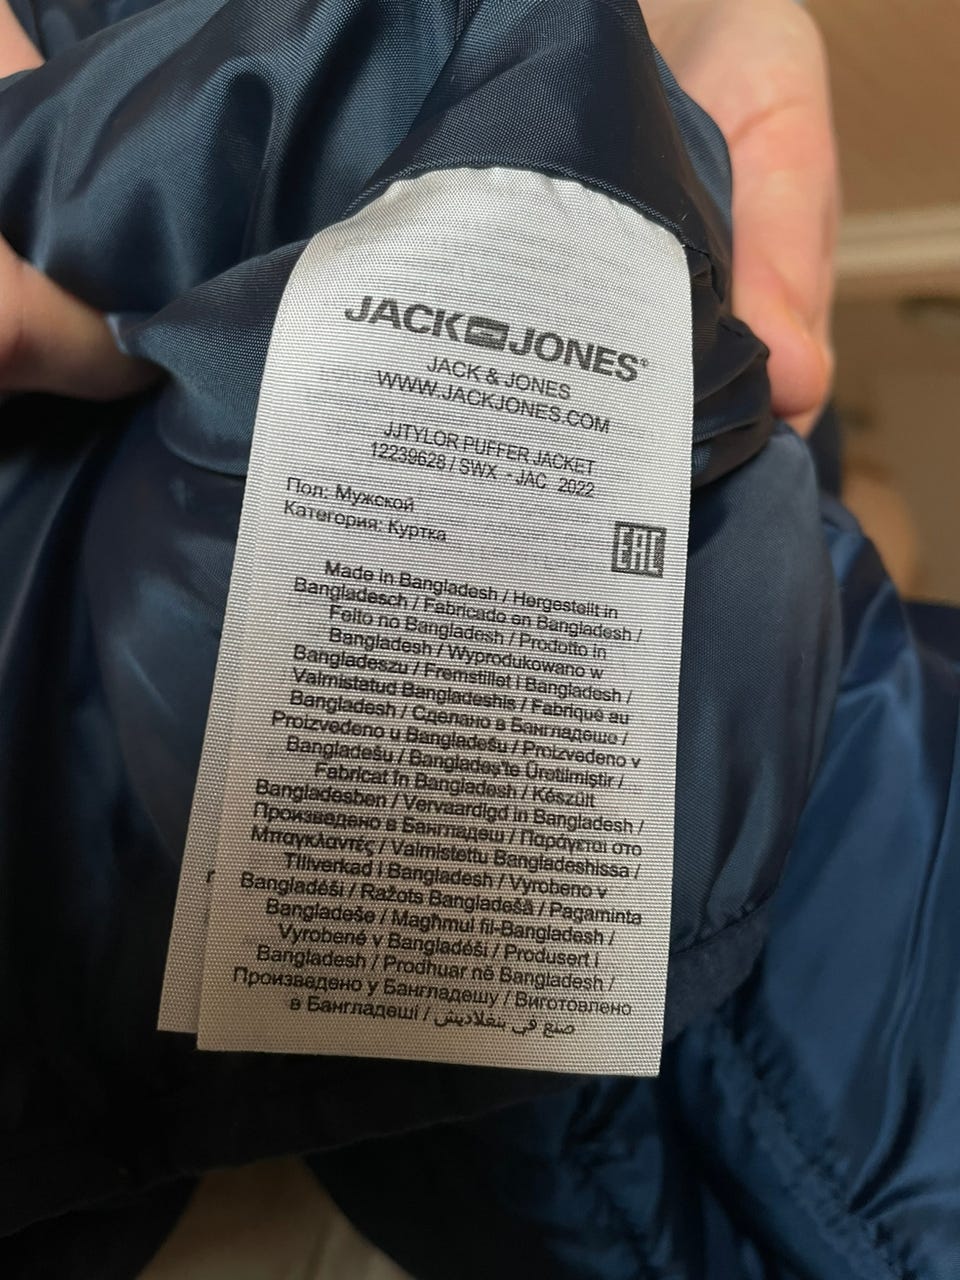 JACK JONES®
JACK & JONES
WWW.JACKJONES.COM
JJTYLOR PUFFER JACKET
12239628 / SWX - JAC 2022
Пол: Мужской
Категория: Куртка
EAC
Made in Bangladesh / Hergestellt in
Bangladesch / Fabricado en Bangladesh /
Feito no Bangladesh / Prodotto in
Bangladesh / Wyprodukowano w
Bangladeszu / Fremstillet i Bangladesh /
Valmistatud Bangladeshis / Fabriqué au
Bangladesh / Сделано в Бангладеше /
Proizvedeno u Bangladešu / Proizvedeno v
Bangladešu / Bangladeş'te Üretilmiştir /
Fabricat în Bangladesh / Készült
Bangladesben / Vervaardigd in Bangladesh /
Произведено в Бангладеш / Παράγεται στο
Μπαγκλαντές / Valmistettu Bangladeshissa /
Tillverkad i Bangladesh / Vyrobeno v
Bangladéši / Ražots Bangladešā / Pagaminta
Bangladeše / Magħmul fil-Bangladesh /
Vyrobené v Bangladéši / Produsert i
Bangladesh / Prodhuar në Bangladesh /
Произведено у Бангладешу / Виготовлено
в Бангладеші / صنع في بنغلاديش